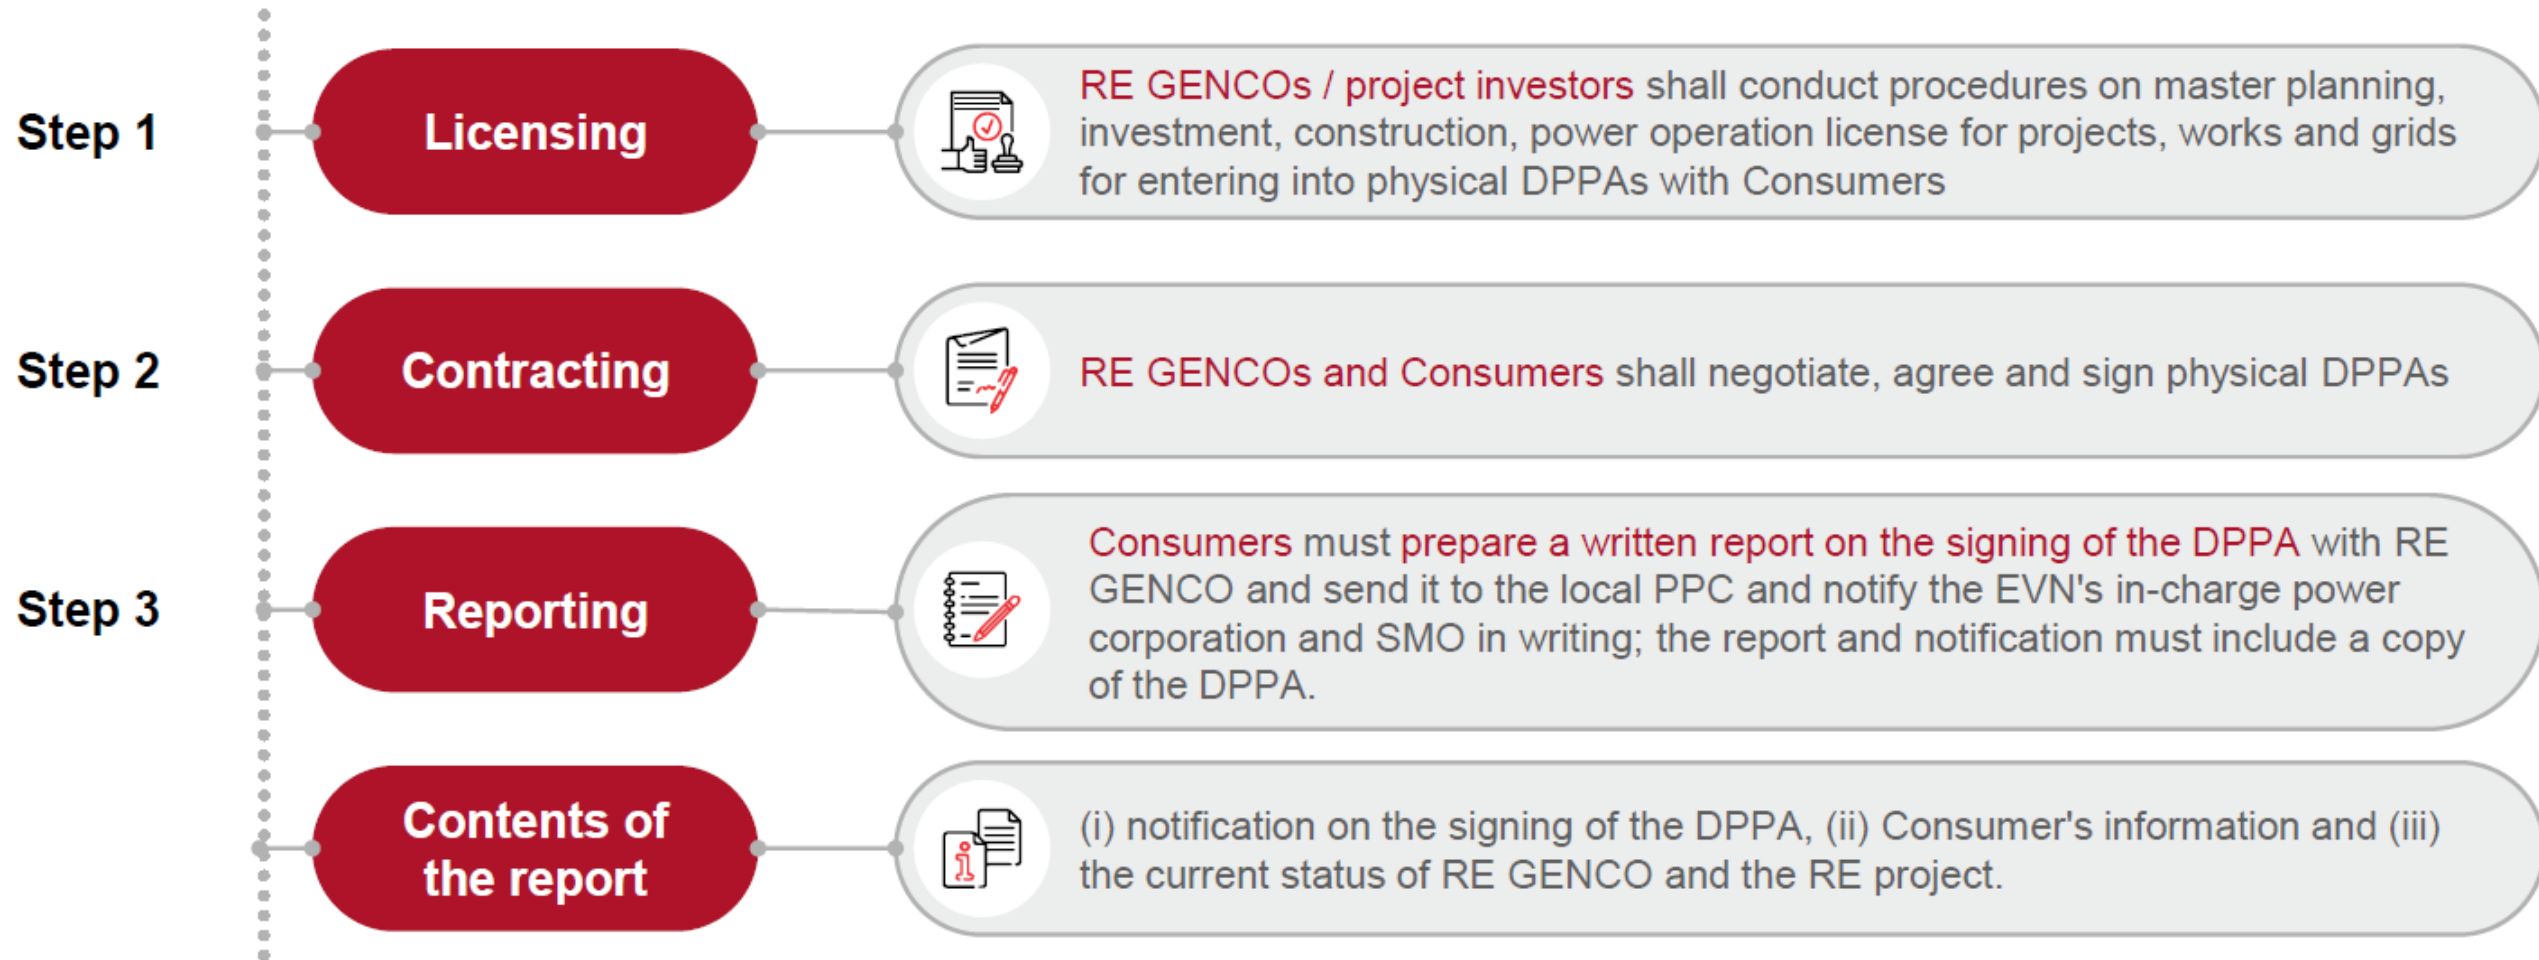 Step 1
Licensing
RE GENCOs / project investors shall conduct procedures on master planning,
investment, construction, power operation license for projects, works and grids
for entering into physical DPPAs with Consumers
Step 2
Contracting
RE GENCOs and Consumers shall negotiate, agree and sign physical DPPAs
Step 3
Reporting
Consumers must prepare a written report on the signing of the DPPA with RE
GENCO and send it to the local PPC and notify the EVN's in-charge power
corporation and SMO in writing; the report and notification must include a copy
of the DPPA.
Contents of
the report
(i) notification on the signing of the DPPA, (ii) Consumer's information and (iii)
the current status of RE GENCO and the RE project.